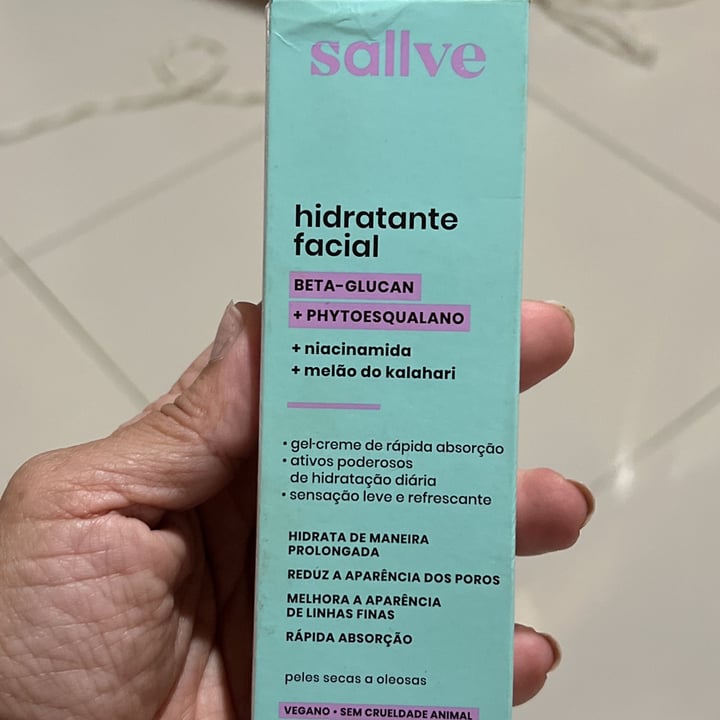 sallve
hidratante
facial
BETA-GLUCAN
+ PHYTOESQUALANO
+ niacinamida
+ melão do kalahari
• gel-creme de rápida absorção
• ativos poderosos
de hidratação diária
• sensação leve e refrescante
HIDRATA DE MANEIRA
PROLONGADA
REDUZ A APARÊNCIA DOS POROS
MELHORA A APARÊNCIA
DE LINHAS FINAS
RÁPIDA ABSORÇÃO
peles secas a oleosas
VEGANO • SEM CRUELDADE ANIMAL